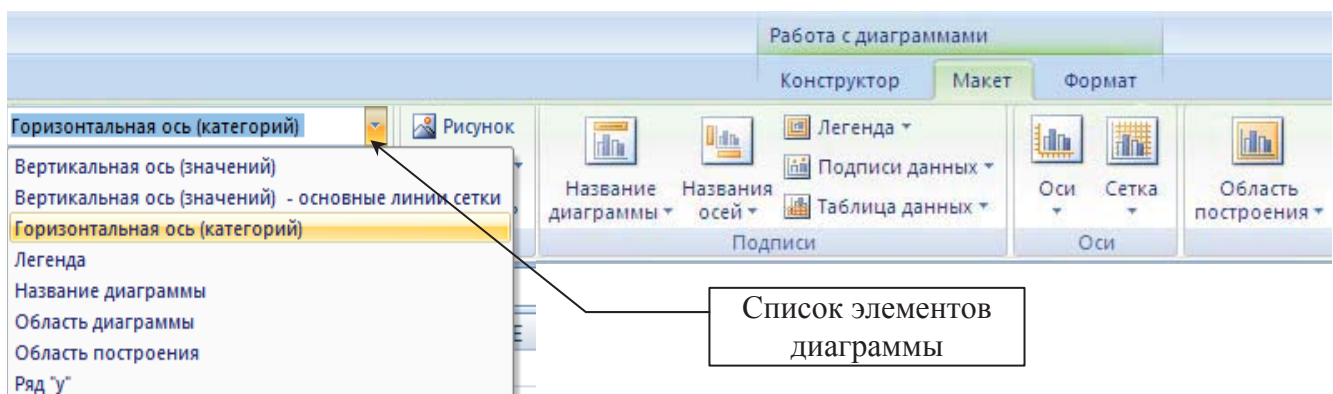 Работа с диаграммами
Конструктор Макет Формат
Горизонтальная ось (категорий)
Вертикальная ось (значений)
Вертикальная ось (значений) - основные линии сетки
Горизонтальная ось (категорий)
Легенда
Название диаграммы
Область диаграммы
Область построения
Ряд "y"
Рисунок
Название
диаграммы
Названия
осей
Легенда
Подписи данных
Таблица данных
Подписи
Оси
Сетка
Оси
Область
построения
E
Список элементов
диаграммы